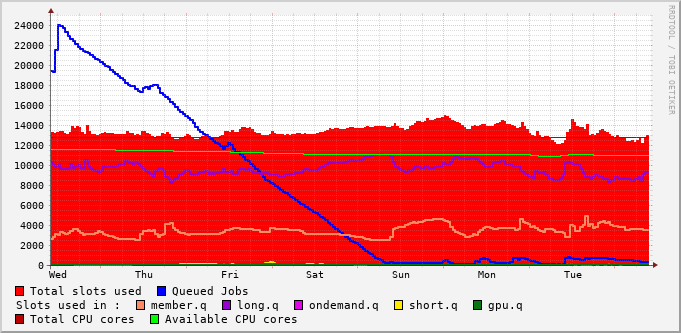 24000
22000
20000
18000
16000
14000
12000
10000
8000
6000
4000
2000
0
Wed Thu Fri Sat Sun Mon Tue
RRDTOOL / TOBI OETIKER
Total slots used Queued Jobs
Slots used in : member.q long.q ondemand.q short.q gpu.q
Total CPU cores Available CPU cores